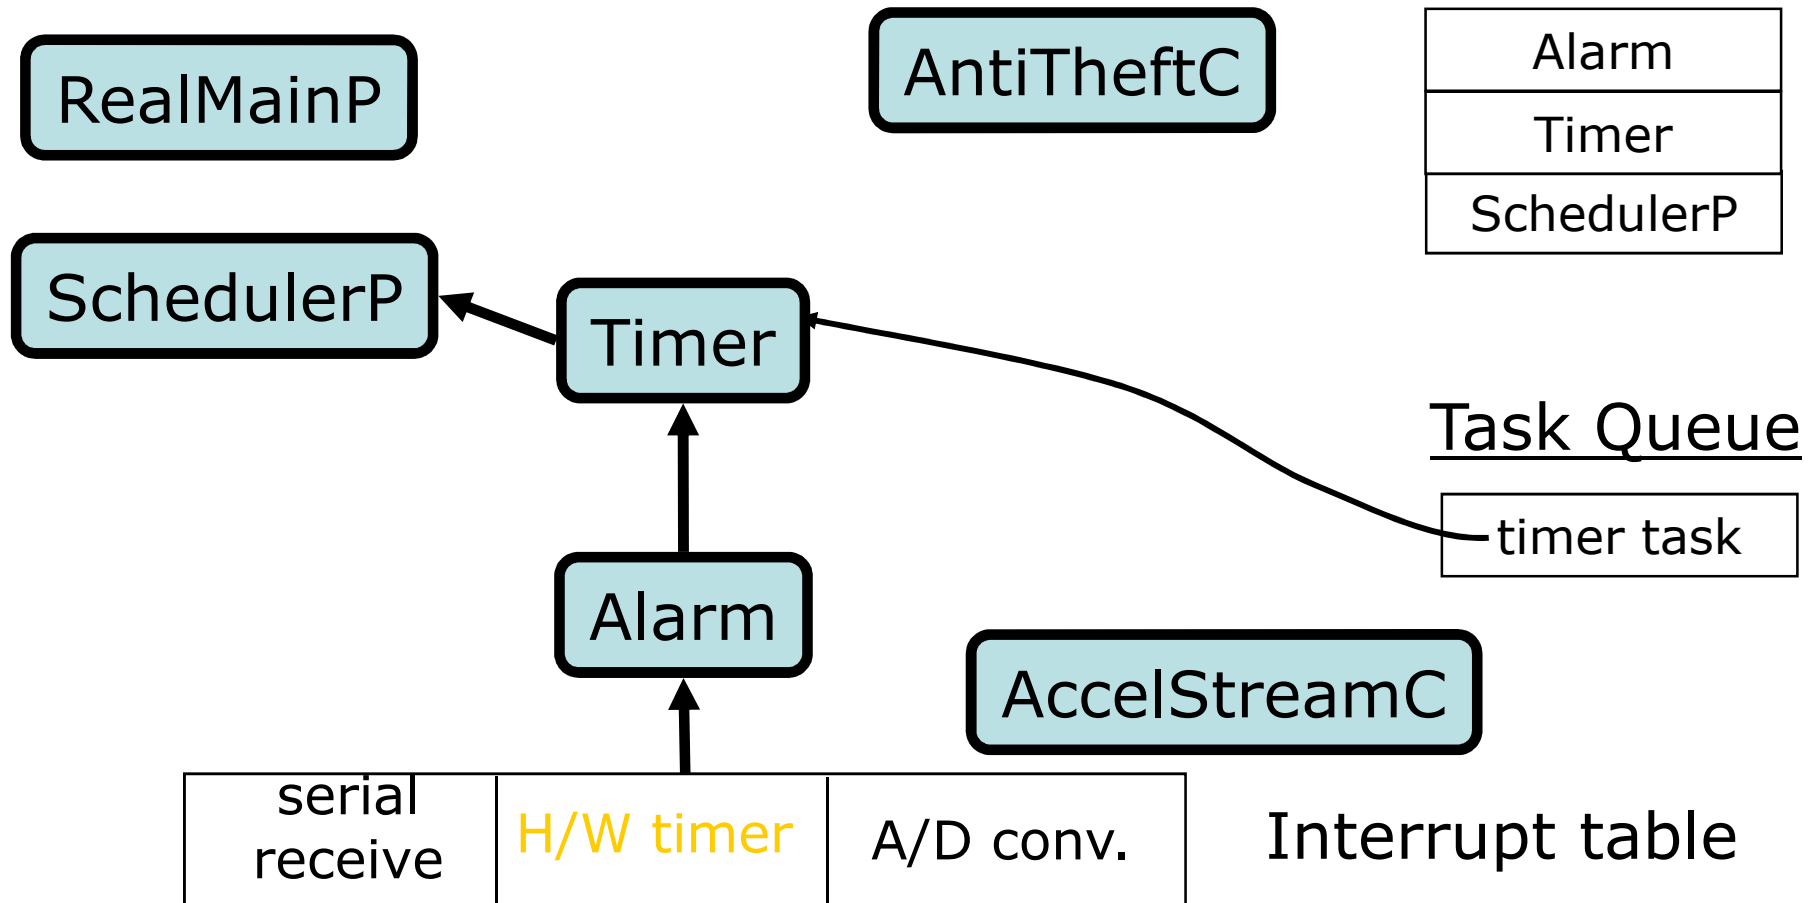 RealMainP
AntiTheftC
Alarm
Timer
SchedulerP
SchedulerP
Timer
Task Queue
timer task
Alarm
AccelStreamC
serial
receive
H/W timer
A/D conv.
Interrupt table